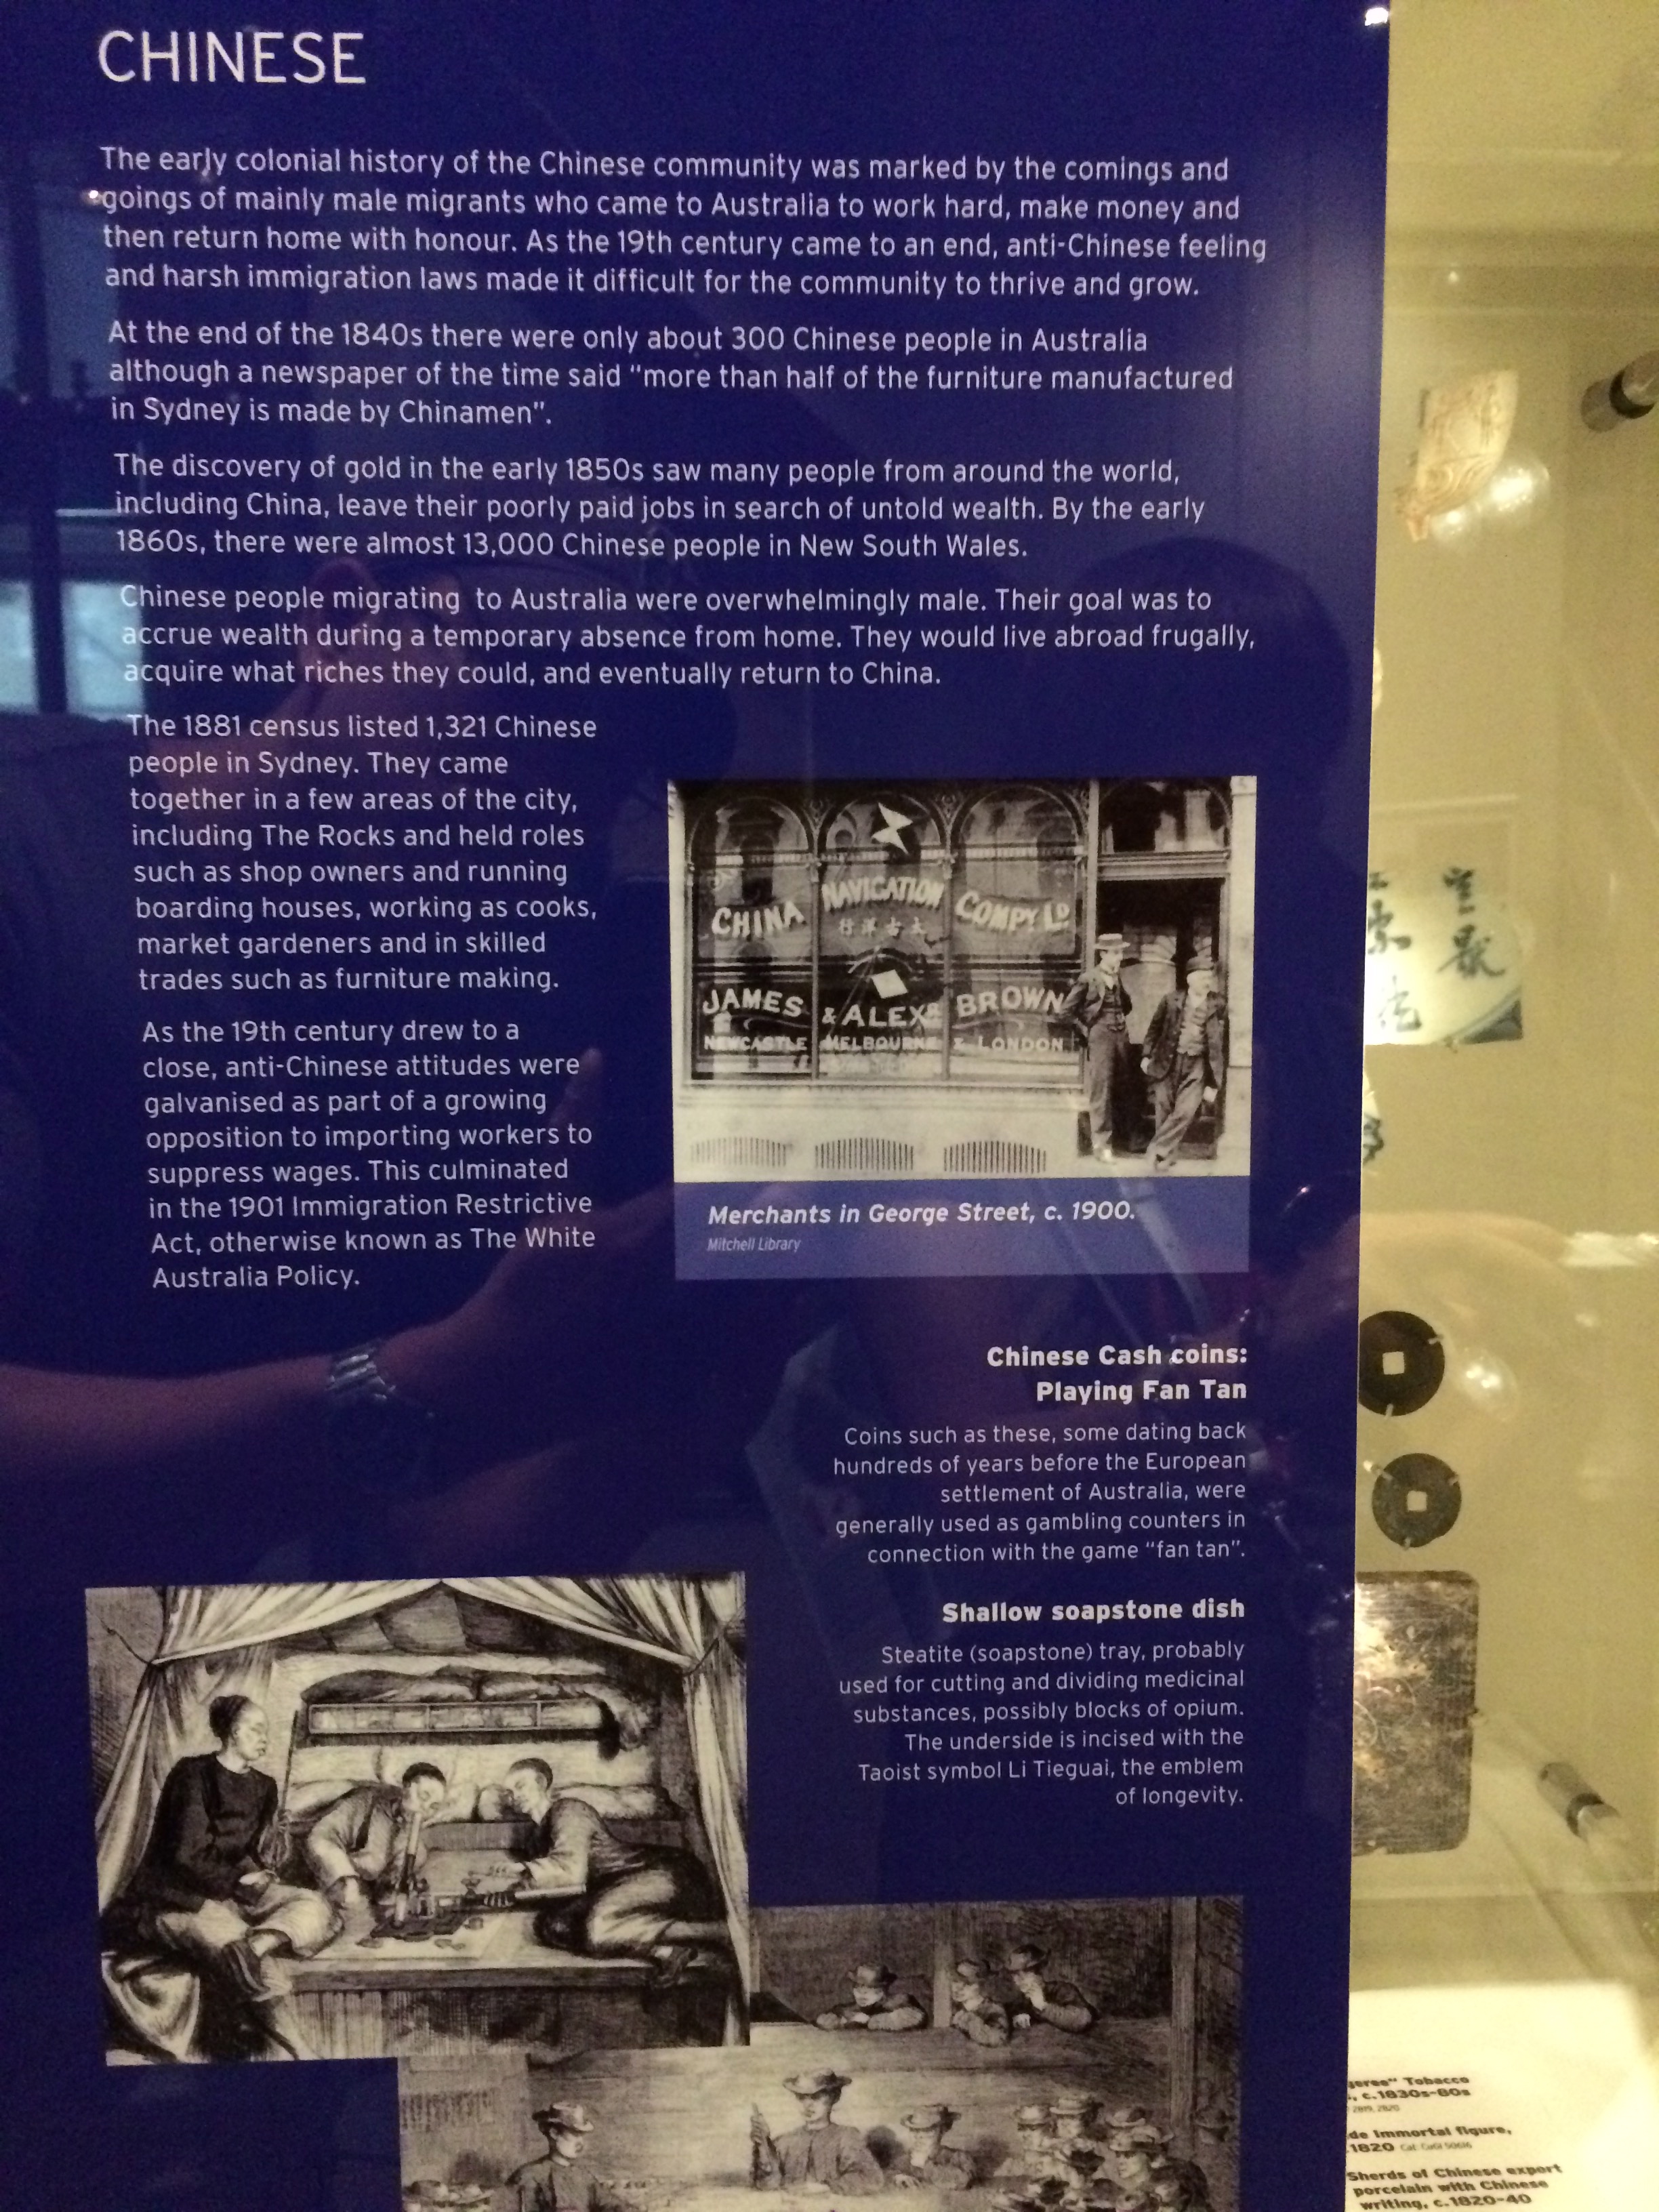 CHINESE
The early colonial history of the Chinese community was marked by the comings and
goings of mainly male migrants who came to Australia to work hard, make money and
then return home with honour. As the 19th century came to an end, anti-Chinese feeling
and harsh immigration laws made it difficult for the community to thrive and grow.
At the end of the 1840s there were only about 300 Chinese people in Australia
although a newspaper of the time said "more than half of the furniture manufactured
in Sydney is made by Chinamen".
The discovery of gold in the early 1850s saw many people from around the world,
including China, leave their poorly paid jobs in search of untold wealth. By the early
1860s, there were almost 13,000 Chinese people in New South Wales.
Chinese people migrating to Australia were overwhelmingly male. Their goal was to
accrue wealth during a temporary absence from home. They would live abroad frugally,
acquire what riches they could, and eventually return to China.
The 1881 census listed 1,321 Chinese
people in Sydney. They came
together in a few areas of the city,
including The Rocks and held roles
such as shop owners and running
boarding houses, working as cooks,
market gardeners and in skilled
trades such as furniture making.
As the 19th century drew to a
close, anti-Chinese attitudes were
galvanised as part of a growing
opposition to importing workers to
suppress wages. This culminated
in the 1901 Immigration Restrictive
Act, otherwise known as The White
Australia Policy.
CHINA NAVIGATION COMPY LD
行洋古太
JAMES & ALEXR BROWN
NEWCASTLE MELBOURNE & LONDON
Merchants in George Street, c. 1900.
Mitchell Library
Chinese Cash coins:
Playing Fan Tan
Coins such as these, some dating back
hundreds of years before the European
settlement of Australia, were
generally used as gambling counters in
connection with the game "fan tan".
Shallow soapstone dish
Steatite (soapstone) tray, probably
used for cutting and dividing medicinal
substances, possibly blocks of opium.
The underside is incised with the
Taoist symbol Li Tieguai, the emblem
of longevity.
Tobacco
, c.1830s-60s
2819, 2820
Immortal figure,
1820
Sherds of Chinese export
porcelain with Chinese
writing, c.1820-40